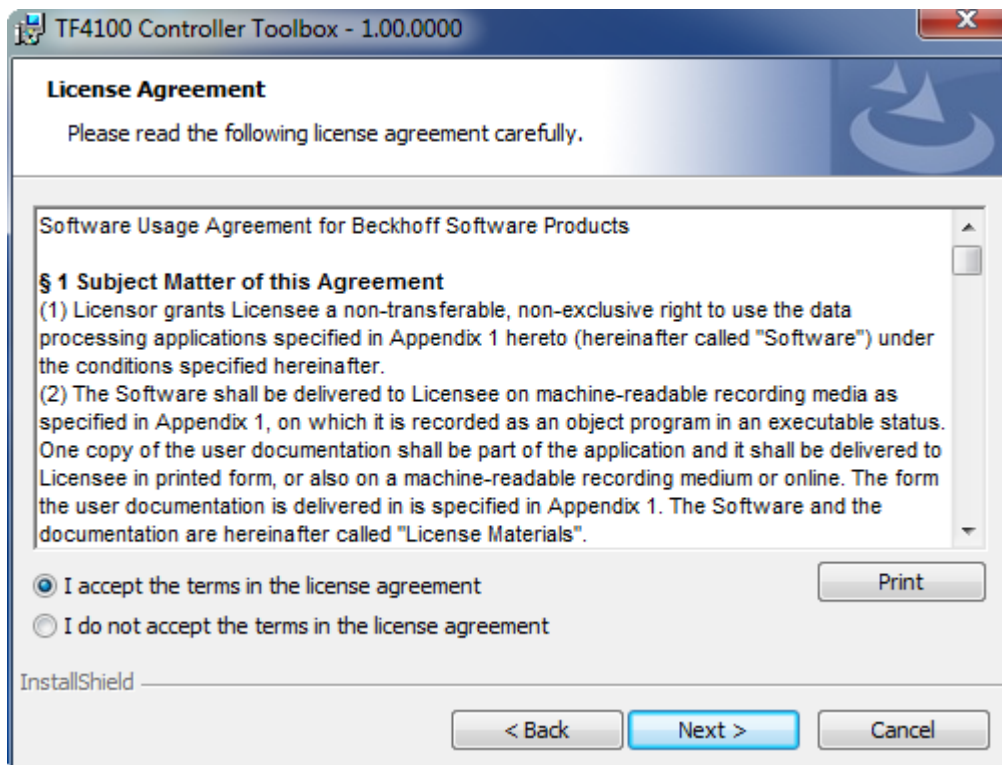 TF4100 Controller Toolbox - 1.00.0000
License Agreement
Please read the following license agreement carefully.
Software Usage Agreement for Beckhoff Software Products
§ 1 Subject Matter of this Agreement
(1) Licensor grants Licensee a non-transferable, non-exclusive right to use the data
processing applications specified in Appendix 1 hereto (hereinafter called "Software") under
the conditions specified hereinafter.
(2) The Software shall be delivered to Licensee on machine-readable recording media as
specified in Appendix 1, on which it is recorded as an object program in an executable status.
One copy of the user documentation shall be part of the application and it shall be delivered to
Licensee in printed form, or also on a machine-readable recording medium or online. The form
the user documentation is delivered in is specified in Appendix 1. The Software and the
documentation are hereinafter called "License Materials".
I accept the terms in the license agreement
Print
I do not accept the terms in the license agreement
InstallShield
< Back
Next >
Cancel